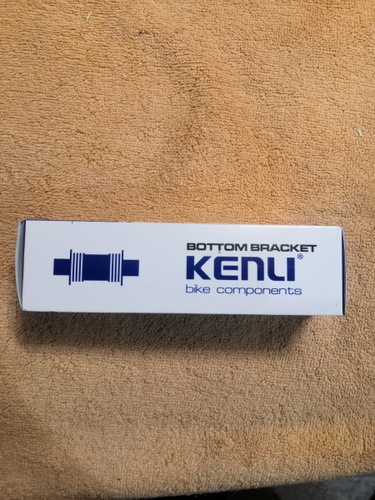 BOTTOM BRACKET
KENLI®
bike components